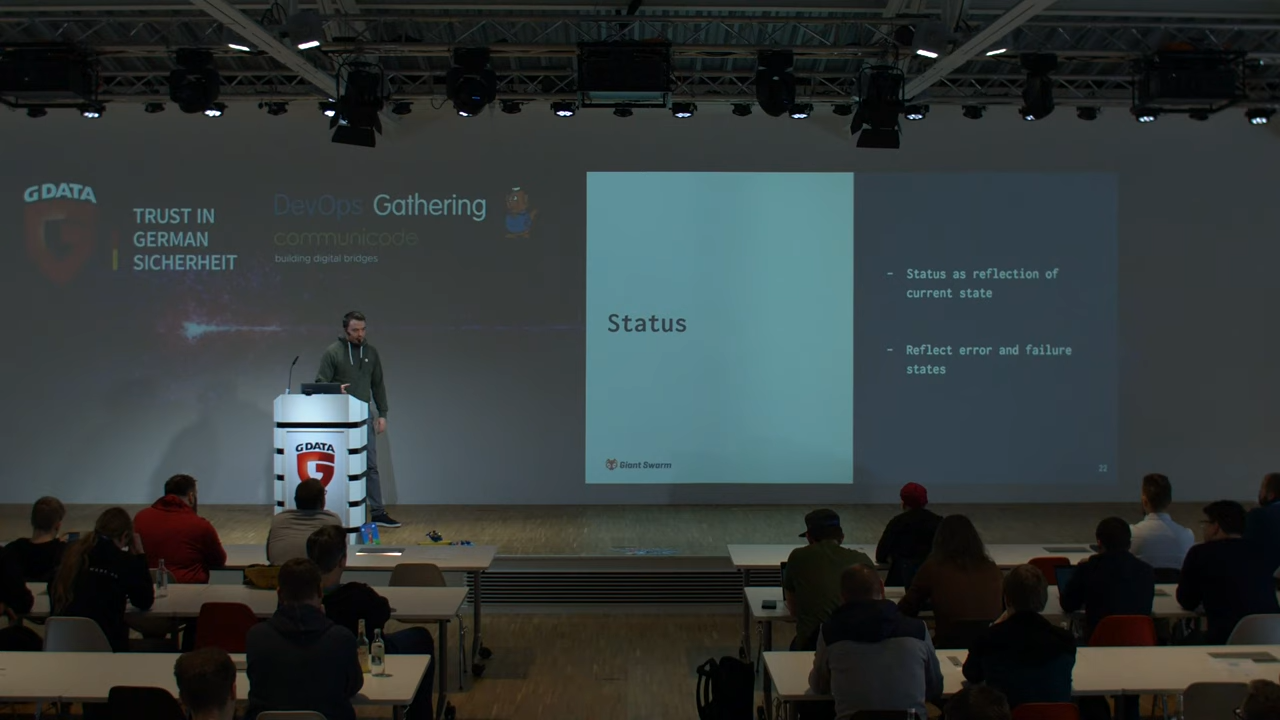 G DATA
TRUST IN
GERMAN
SICHERHEIT
DevOps Gathering
communicode
building digital bridges
Status
- Status as reflection of
current state
- Reflect error and failure
states
Giant Swarm
22
G DATA